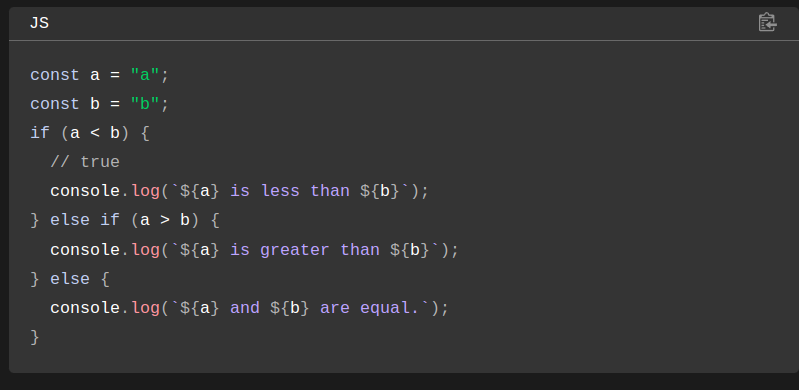 JS
const a = "a";
const b = "b";
if (a < b) {
  // true
  console.log(`${a} is less than ${b}`);
} else if (a > b) {
  console.log(`${a} is greater than ${b}`);
} else {
  console.log(`${a} and ${b} are equal.`);
}